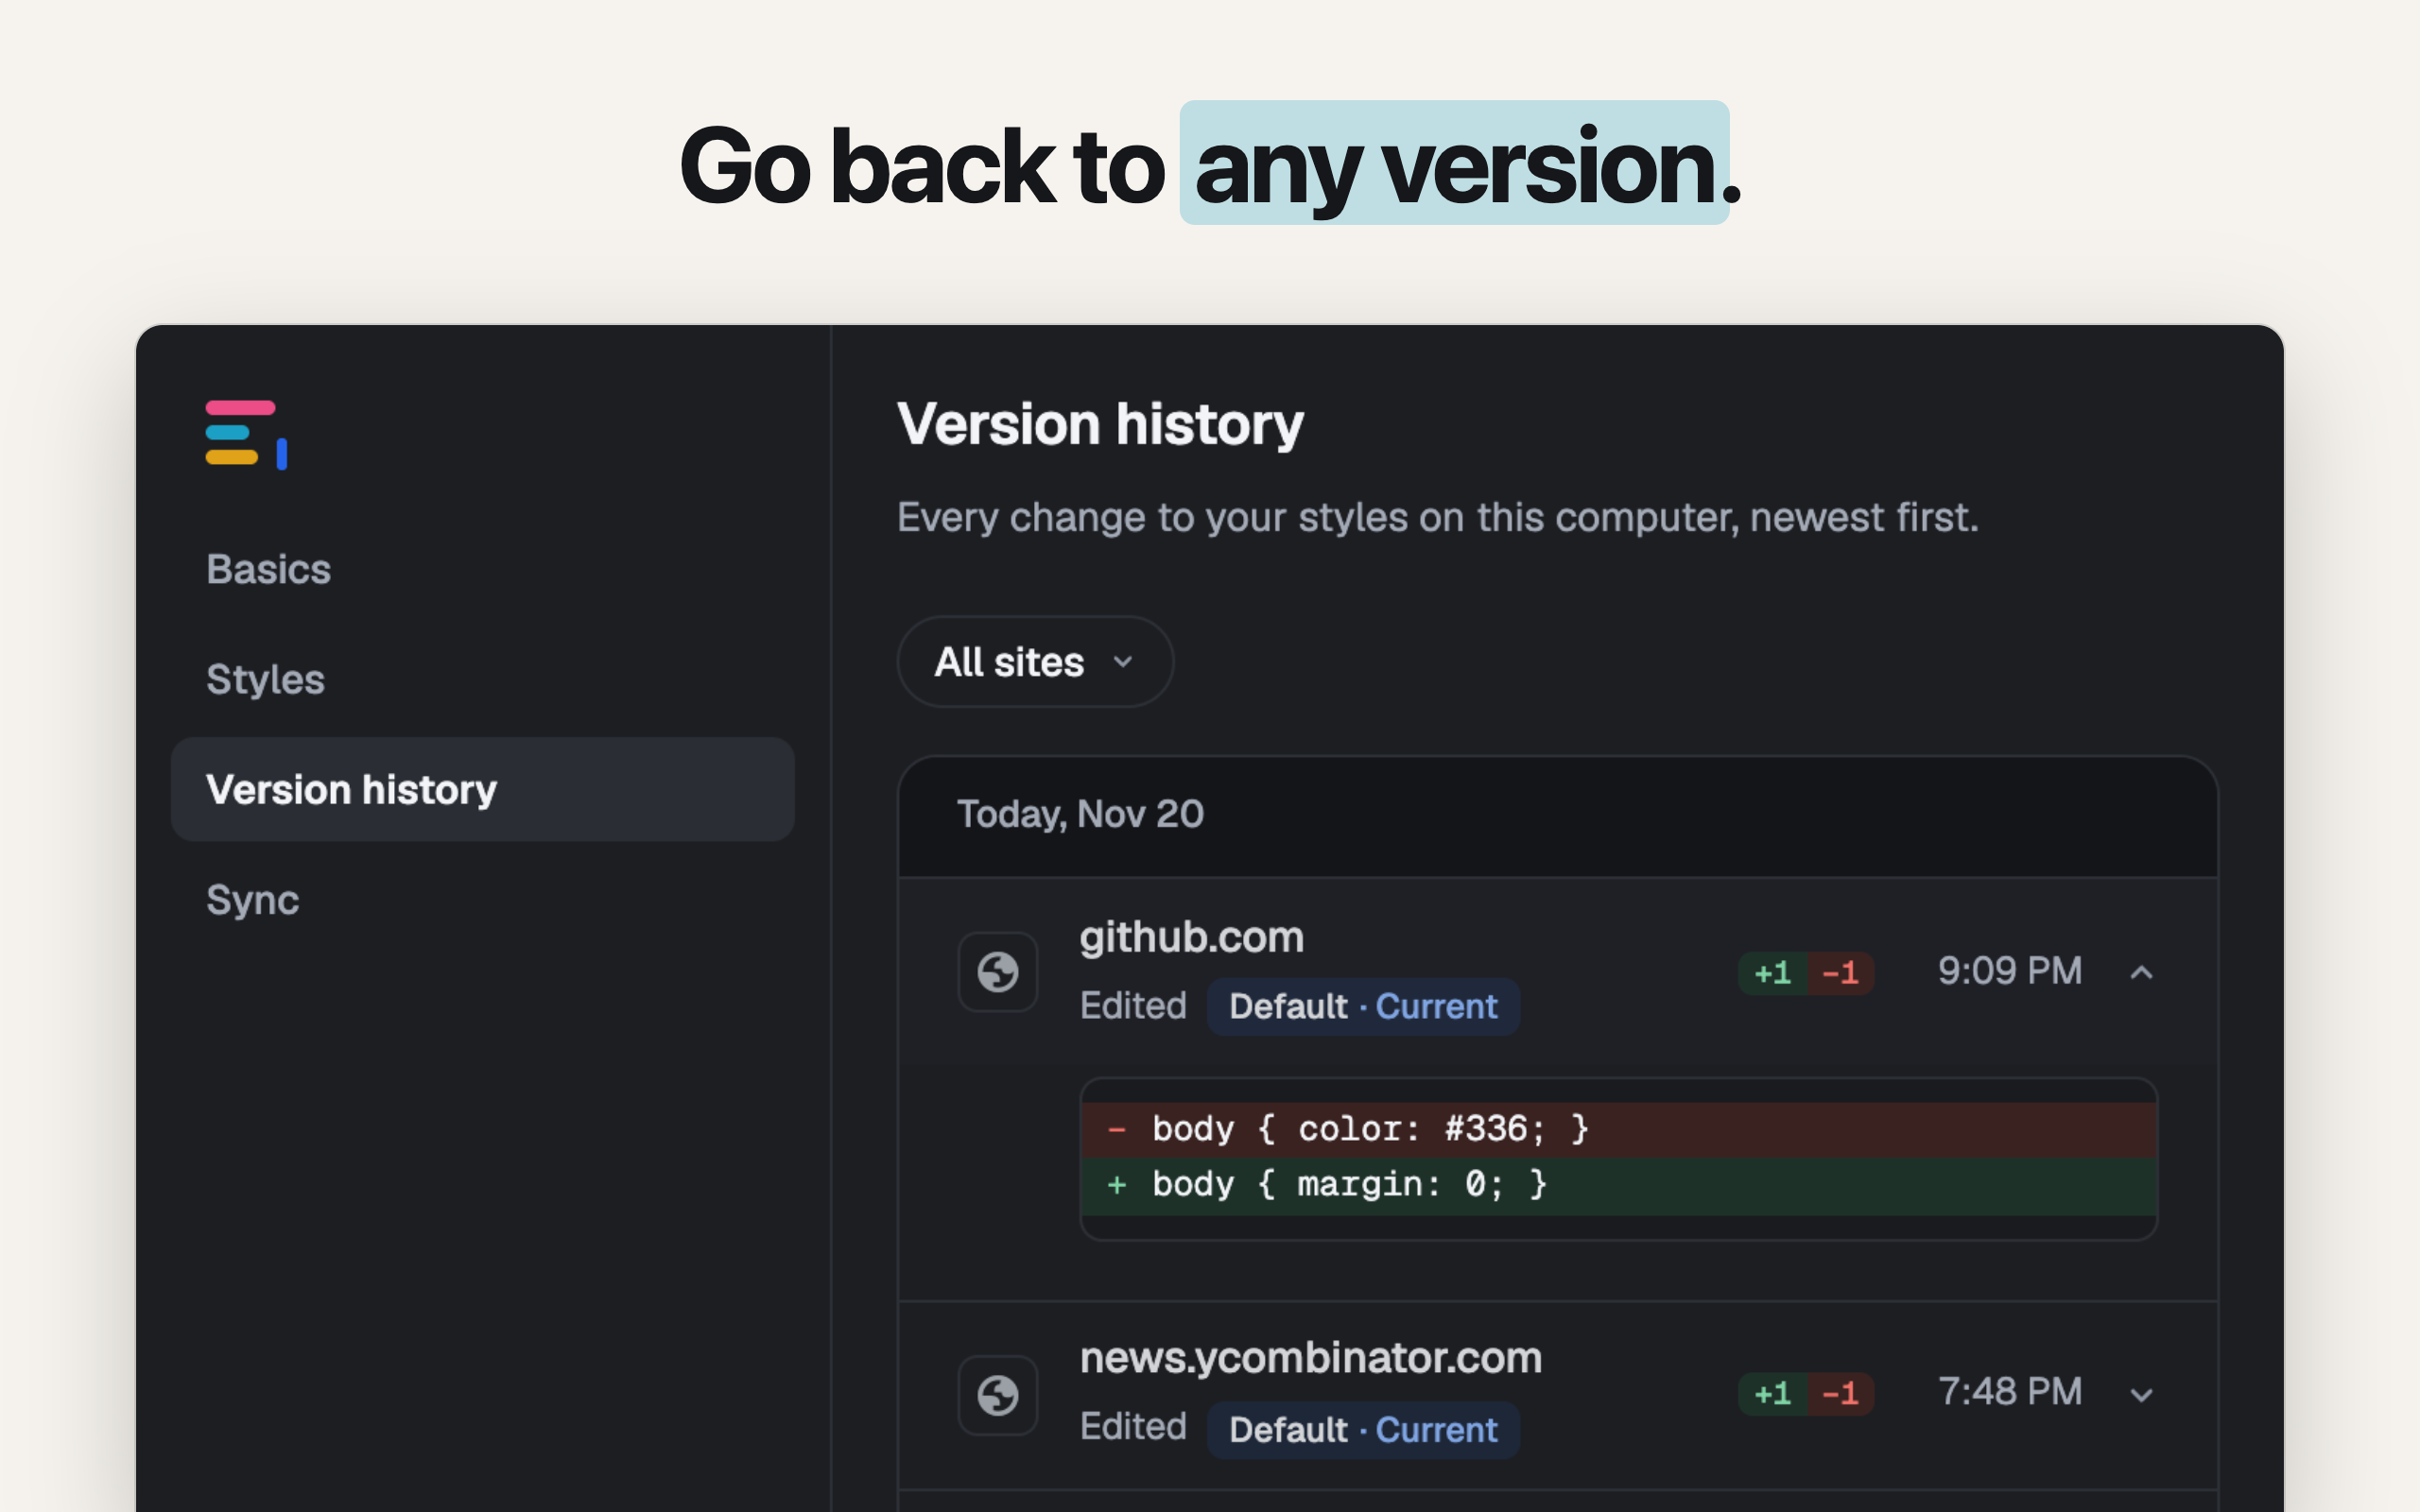 Go back to any version.
Version history
Every change to your styles on this computer, newest first.
Basics
Styles
Version history
Sync
All sites
Today, Nov 20
github.com
Edited Default · Current
+1 −1 9:09 PM
− body { color: #336; }
+ body { margin: 0; }
news.ycombinator.com
Edited Default · Current
+1 −1 7:48 PM